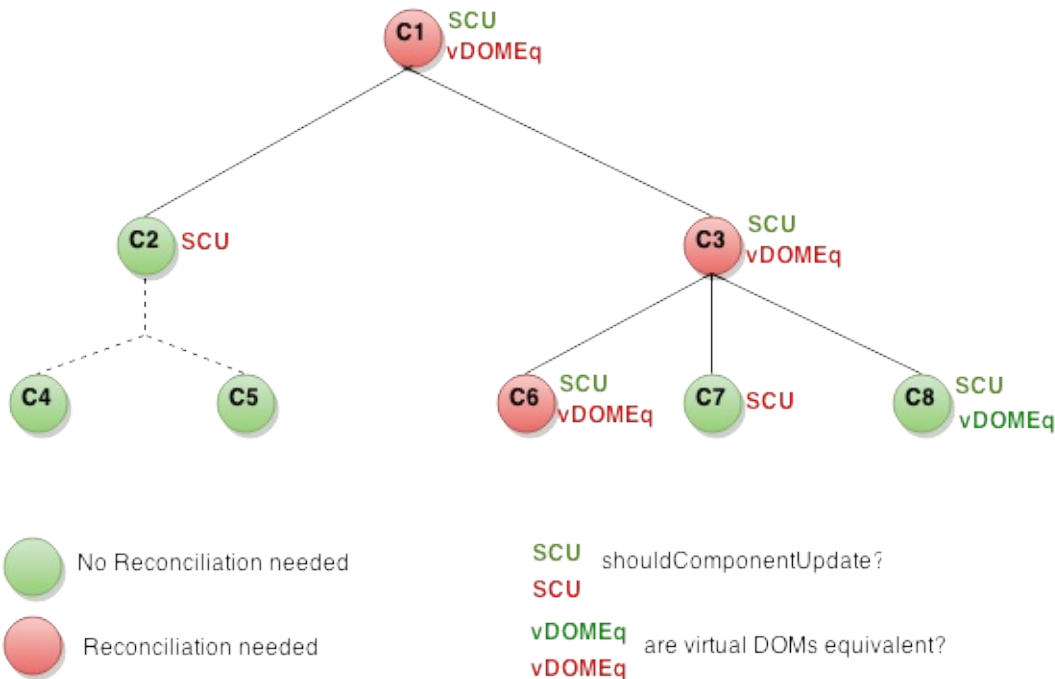 C1 SCU
vDOMEq
C2 SCU
C3 SCU
vDOMEq
C4
C5
C6 SCU
vDOMEq
C7 SCU
C8 SCU
vDOMEq
No Reconciliation needed
SCU shouldComponentUpdate?
SCU
Reconciliation needed
vDOMEq are virtual DOMs equivalent?
vDOMEq